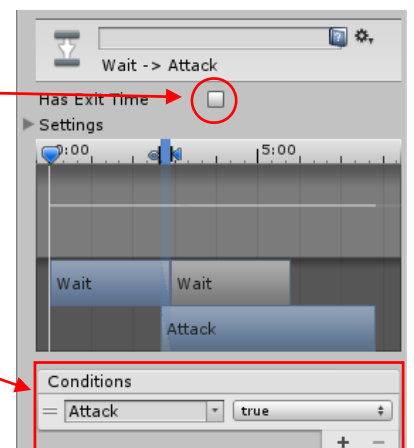 Wait -> Attack
Has Exit Time
Settings
0:00 5:00
Wait Wait
Attack
Conditions
= Attack true
+ −